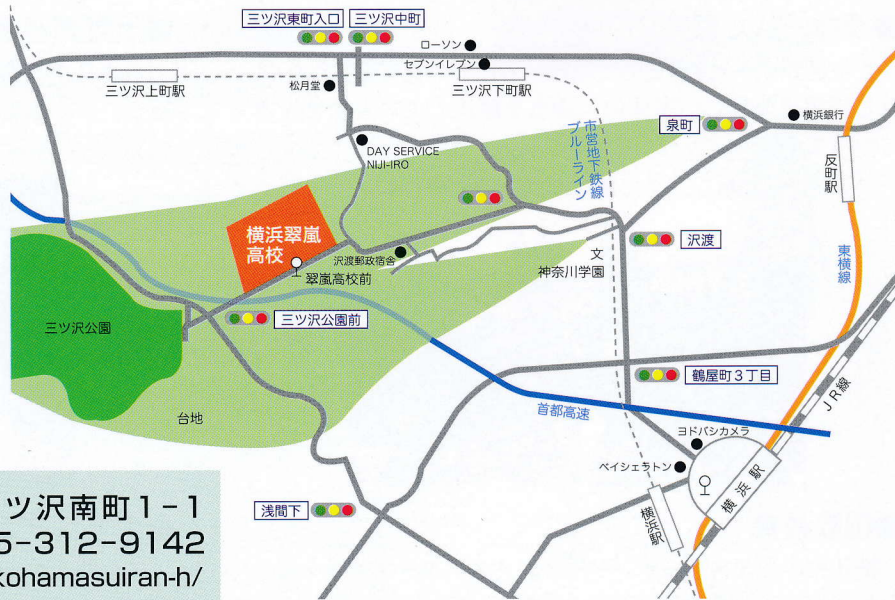 三ツ沢東町入口
三ツ沢中町
ローソン
セブンイレブン
三ツ沢上町駅
松月堂
三ツ沢下町駅
泉町
横浜銀行
DAY SERVICE
NIJI-IRO
市営地下鉄線
ブルーライン
反町駅
横浜翠嵐
高校
沢渡郵政宿舎
翠嵐高校前
文
神奈川学園
沢渡
東横線
三ツ沢公園
三ツ沢公園前
鶴屋町3丁目
JR線
首都高速
台地
ヨドバシカメラ
ベイシェラトン
横浜駅
横浜駅
浅間下
ツ沢南町1-1
5-312-9142
kohamasuiran-h/